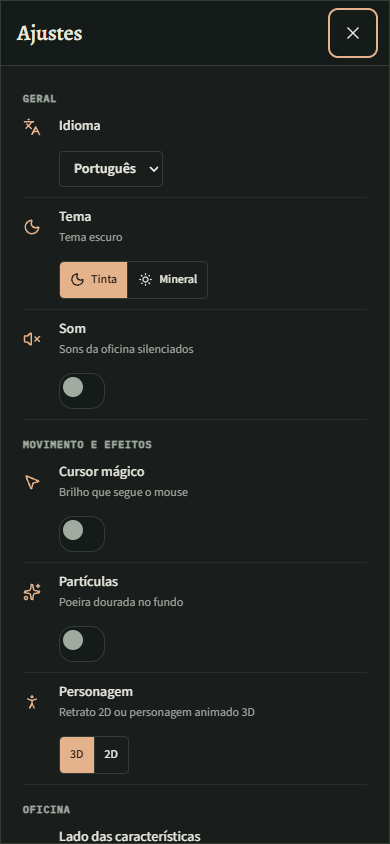 Ajustes
GERAL
Idioma
Português
Tema
Tema escuro
Tinta
Mineral
Som
Sons da oficina silenciados
MOVIMENTO E EFEITOS
Cursor mágico
Brilho que segue o mouse
Partículas
Poeira dourada no fundo
Personagem
Retrato 2D ou personagem animado 3D
3D
2D
OFICINA
Lado das características